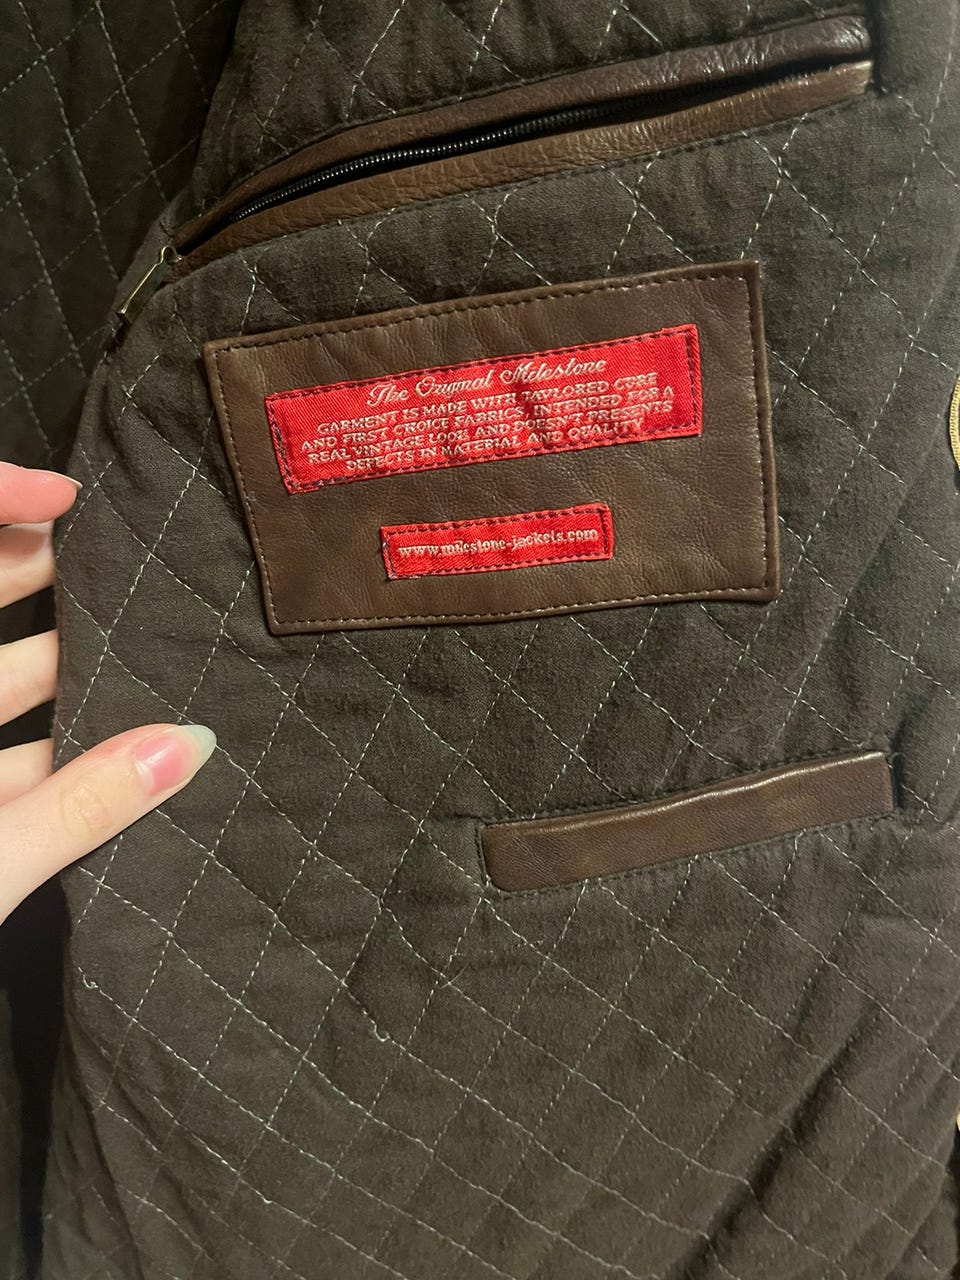 The Original Milestone
GARMENT IS MADE WITH TAYLORED CURE
AND FIRST CHOICE FABRICS, INTENDED FOR A
REAL VINTAGE LOOK AND DOESN'T PRESENTS
DEFECTS IN MATERIAL AND QUALITY
www.milestone-jackets.com